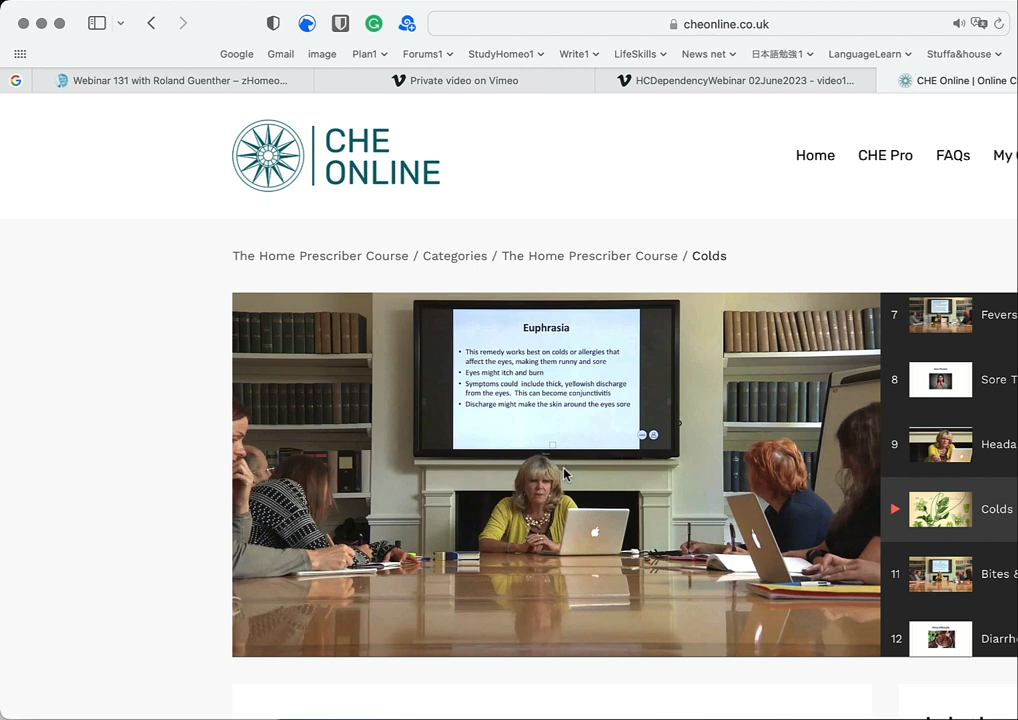 cheonline.co.uk
Google Gmail image Plan1 Forums1 StudyHomeo1 Write1 LifeSkills News net 日本語勉強1 LanguageLearn Stuffa&house
G Webinar 131 with Roland Guenther – zHomeo... Private video on Vimeo HCDependencyWebinar 02June2023 - video1... CHE Online | Online C
CHE
ONLINE
Home CHE Pro FAQs My
The Home Prescriber Course / Categories / The Home Prescriber Course / Colds
Euphrasia
• This remedy works best on colds or allergies that
affect the eyes, making them runny and sore
• Eyes might itch and burn
• Symptoms could include thick, yellowish discharge
from the eyes. This can become conjunctivitis
• Discharge might make the skin around the eyes sore
7 Fevers
8 Sore T
9 Heada
Colds
11 Bites &
12 Diarrh